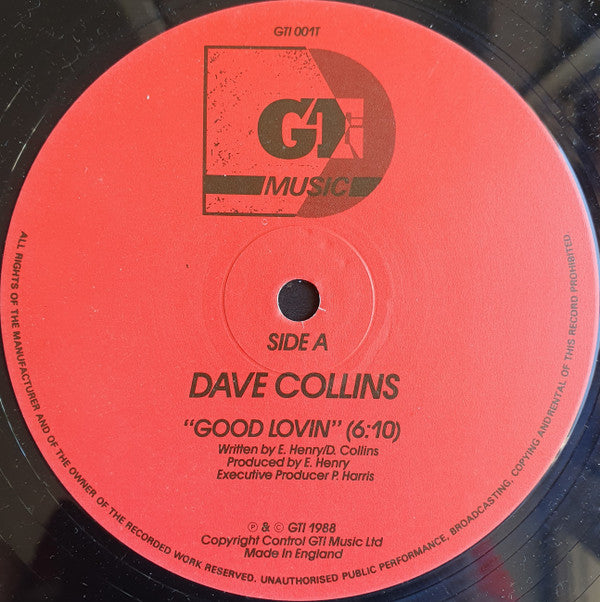 GTI 001T
GTI
MUSIC
SIDE A
DAVE COLLINS
"GOOD LOVIN" (6:10)
Written by E. Henry/D. Collins
Produced by E. Henry
Executive Producer P. Harris
℗ & © GTI 1988
Copyright Control GTI Music Ltd
Made In England
ALL RIGHTS OF THE MANUFACTURER AND OF THE OWNER OF THE RECORDED WORK RESERVED. UNAUTHORISED PUBLIC PERFORMANCE, BROADCASTING, COPYING ANDRENTAL OF THIS RECORD PROHIBITED.